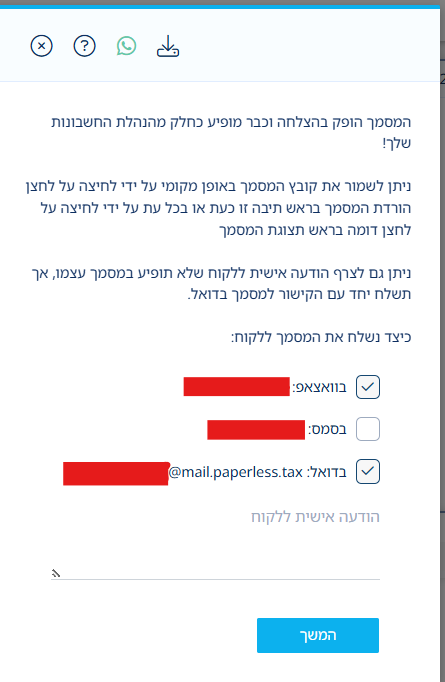 המסמך הופק בהצלחה וכבר מופיע כחלק מהנהלת החשבונות
שלך!
ניתן לשמור את קובץ המסמך באופן מקומי על ידי לחיצה על לחצן
הורדת המסמך בראש תיבה זו כעת או בכל עת על ידי לחיצה על
לחצן דומה בראש תצוגת המסמך
ניתן גם לצרף הודעה אישית ללקוח שלא תופיע במסמך עצמו, אך
תשלח יחד עם הקישור למסמך בדואל.
כיצד נשלח את המסמך ללקוח:
בוואצאפ:
בסמס:
בדואל: @mail.paperless.tax
הודעה אישית ללקוח
המשך